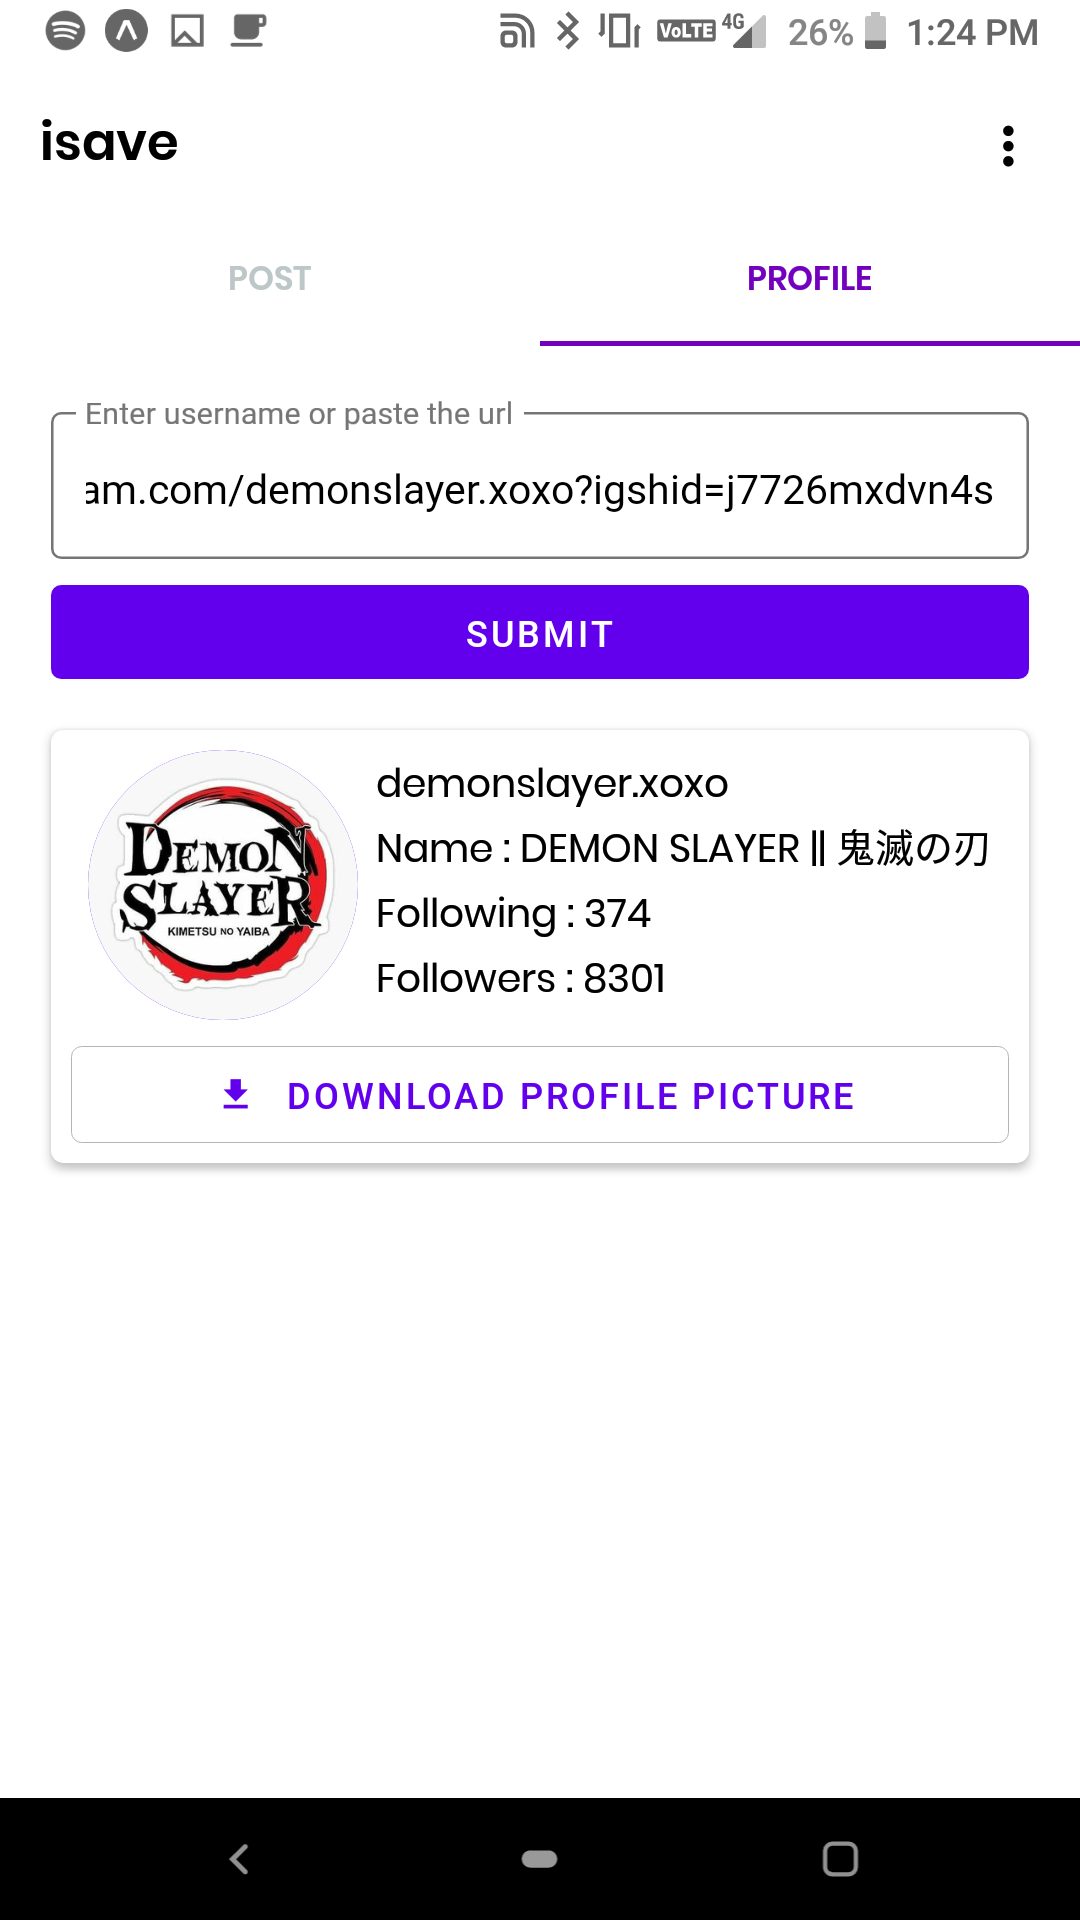 VoLTE 4G 26% 1:24 PM
isave
POST PROFILE
Enter username or paste the url
am.com/demonslayer.xoxo?igshid=j7726mxdvn4s
SUBMIT
DEMON
SLAYER
KIMETSU NO YAIBA
demonslayer.xoxo
Name : DEMON SLAYER || 鬼滅の刃
Following : 374
Followers : 8301
DOWNLOAD PROFILE PICTURE